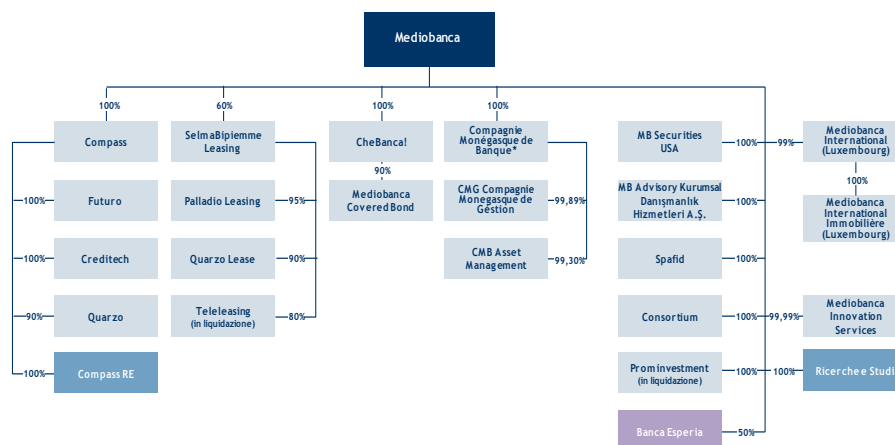 Mediobanca
100%
60%
100%
100%
Compass
SelmaBipiemme
Leasing
CheBanca!
Compagnie
Monégasque de
Banque*
MB Securities
USA
100%
99%
Mediobanca
International
(Luxembourg)
90%
100%
100%
Futuro
Palladio Leasing
95%
Mediobanca
Covered Bond
CMG Compagnie
Monegasque de
Géstion
99,89%
MB Advisory Kurumsal
Danışmanlık
Hizmetleri A.Ş.
100%
Mediobanca
International
Immobilière
(Luxembourg)
100%
Creditech
Quarzo Lease
90%
CMB Asset
Management
99,30%
Spafid
100%
90%
Quarzo
Teleleasing
(in liquidazione)
80%
Consortium
100%
99,99%
Mediobanca
Innovation
Services
100%
Compass RE
Prominvestment
(in liquidazione)
100%
100%
Ricerche e Studi
Banca Esperia
50%